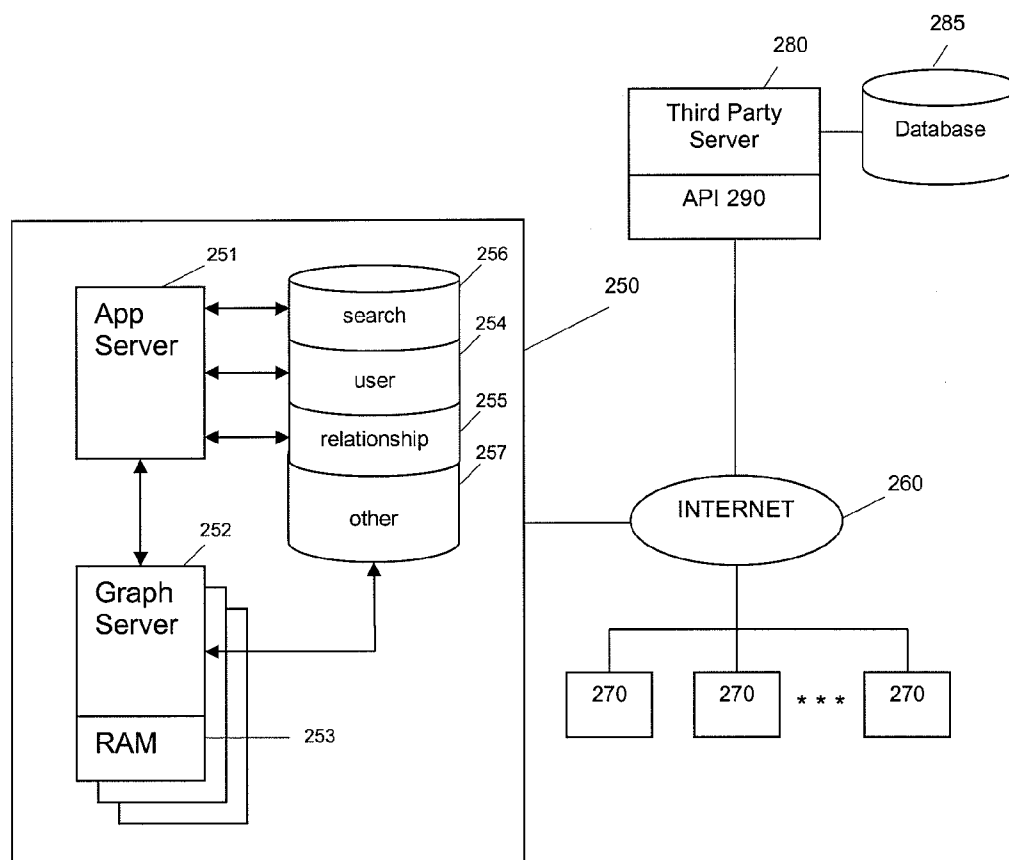 285
280
Third Party
Server
Database
API 290
251
256
250
App
Server
search
254
user
255
relationship
257
other
INTERNET
260
252
Graph
Server
RAM
253
270
270
* * *
270